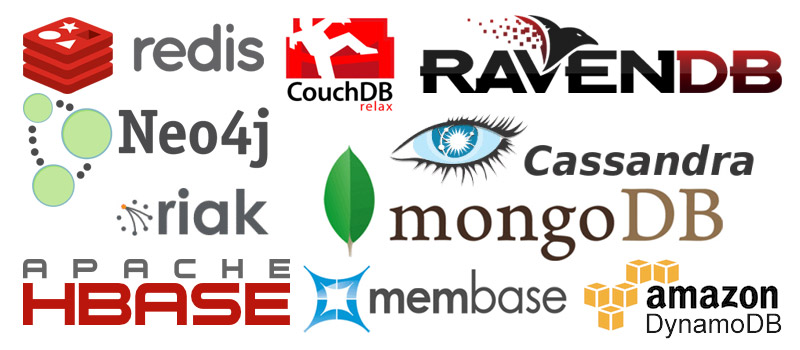 redis
CouchDB
relax
RAVENDB
Neo4j
Cassandra
riak
mongoDB
APACHE
HBASE
membase
amazon
DynamoDB